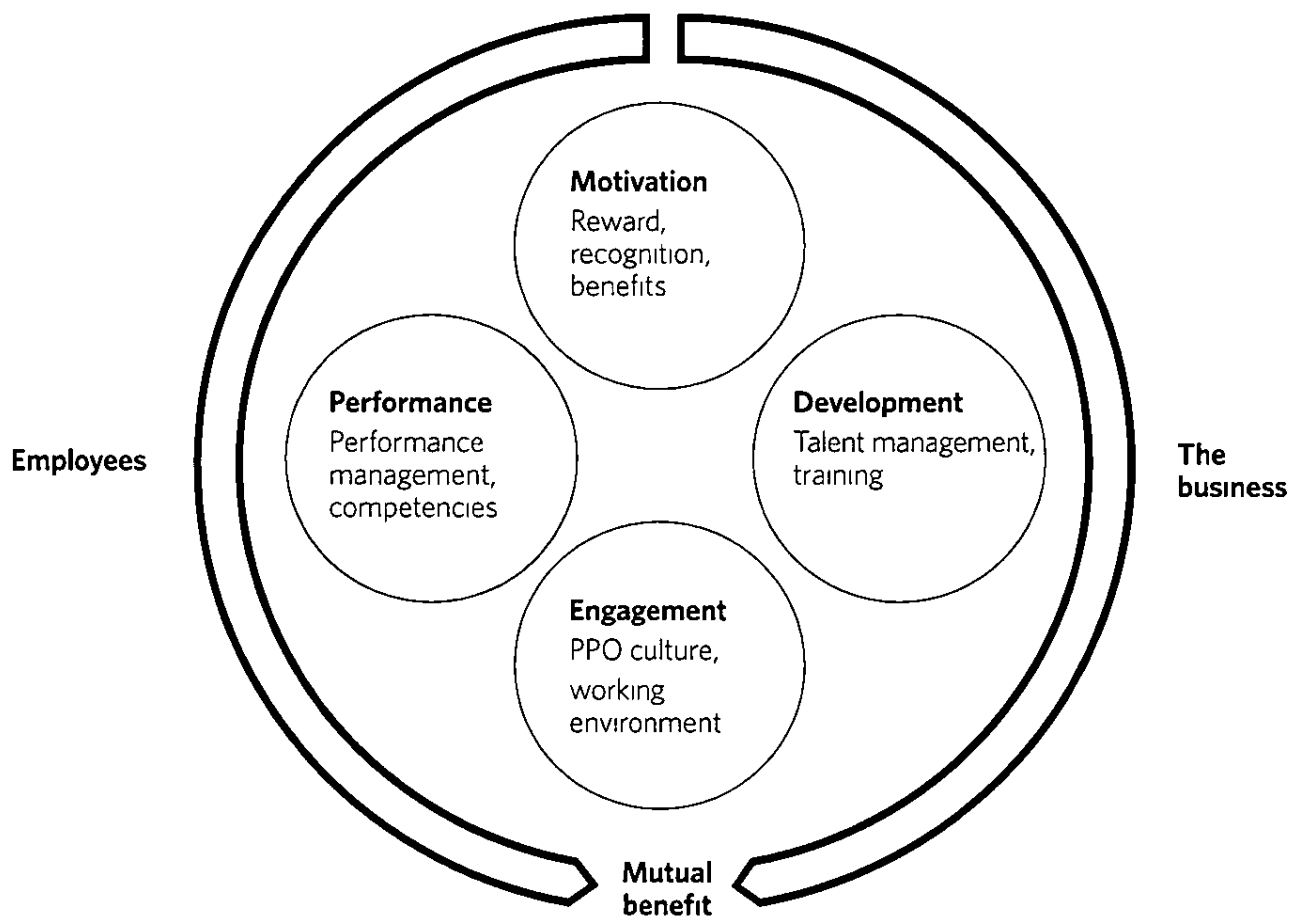 Motivation
Reward,
recognition,
benefits
Performance
Performance
management,
competencies
Development
Talent management,
training
Employees
The
business
Engagement
PPO culture,
working
environment
Mutual
benefit